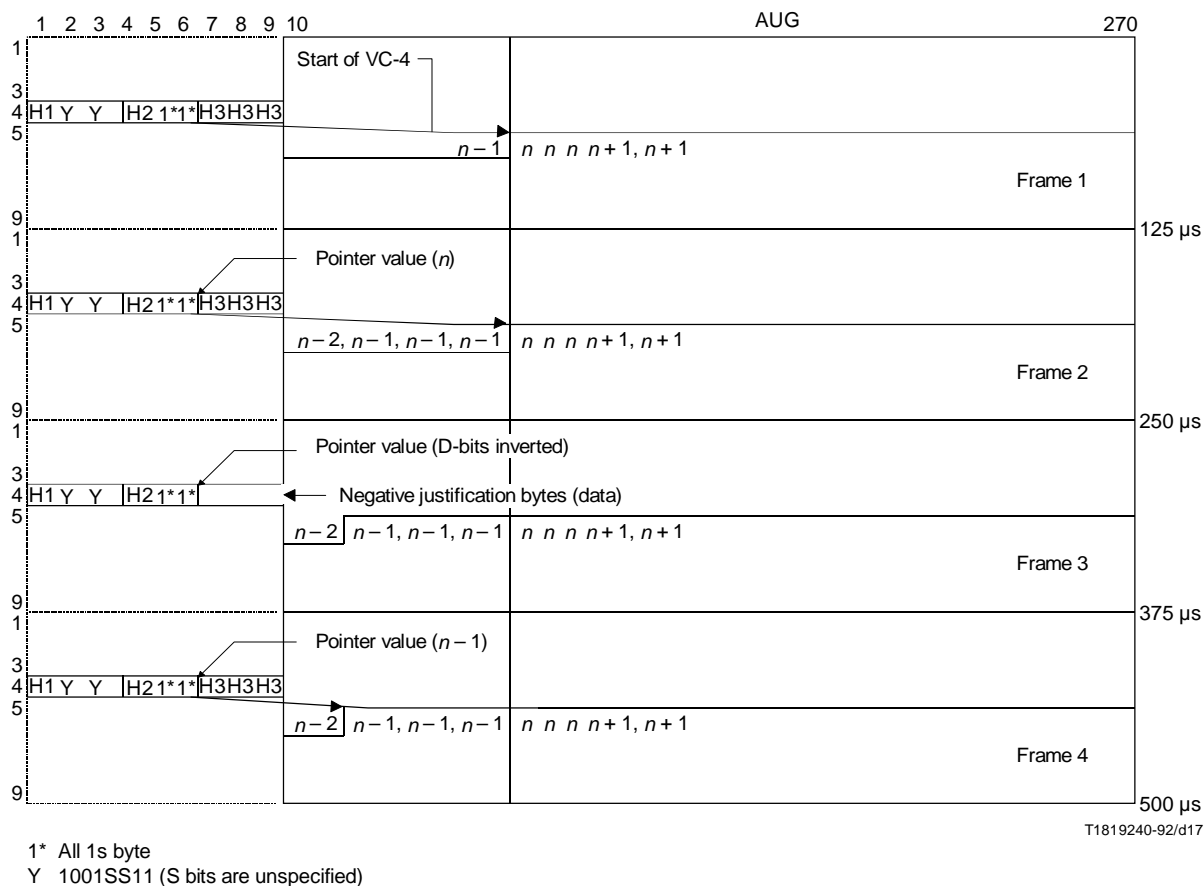 1 2 3 4 5 6 7 8 9 10 AUG 270
1
Start of VC-4
3
4 H1 Y Y H2 1* 1* H3 H3 H3
5
n – 1 n n n n + 1, n + 1
Frame 1
9
125 µs
1
Pointer value (n)
3
4 H1 Y Y H2 1* 1* H3 H3 H3
5
n – 2, n – 1, n – 1, n – 1 n n n n + 1, n + 1
Frame 2
9
250 µs
1
Pointer value (D-bits inverted)
3
4 H1 Y Y H2 1* 1* Negative justification bytes (data)
5
n – 2 n – 1, n – 1, n – 1 n n n n + 1, n + 1
Frame 3
9
375 µs
1
Pointer value (n – 1)
3
4 H1 Y Y H2 1* 1* H3 H3 H3
5
n – 2 n – 1, n – 1, n – 1 n n n n + 1, n + 1
Frame 4
9
500 µs
T1819240-92/d17
1* All 1s byte
Y 1001SS11 (S bits are unspecified)